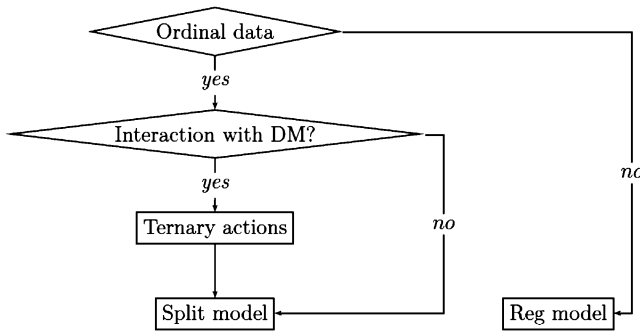 Ordinal data
yes
Interaction with DM?
no
yes
Ternary actions
no
Split model
Reg model